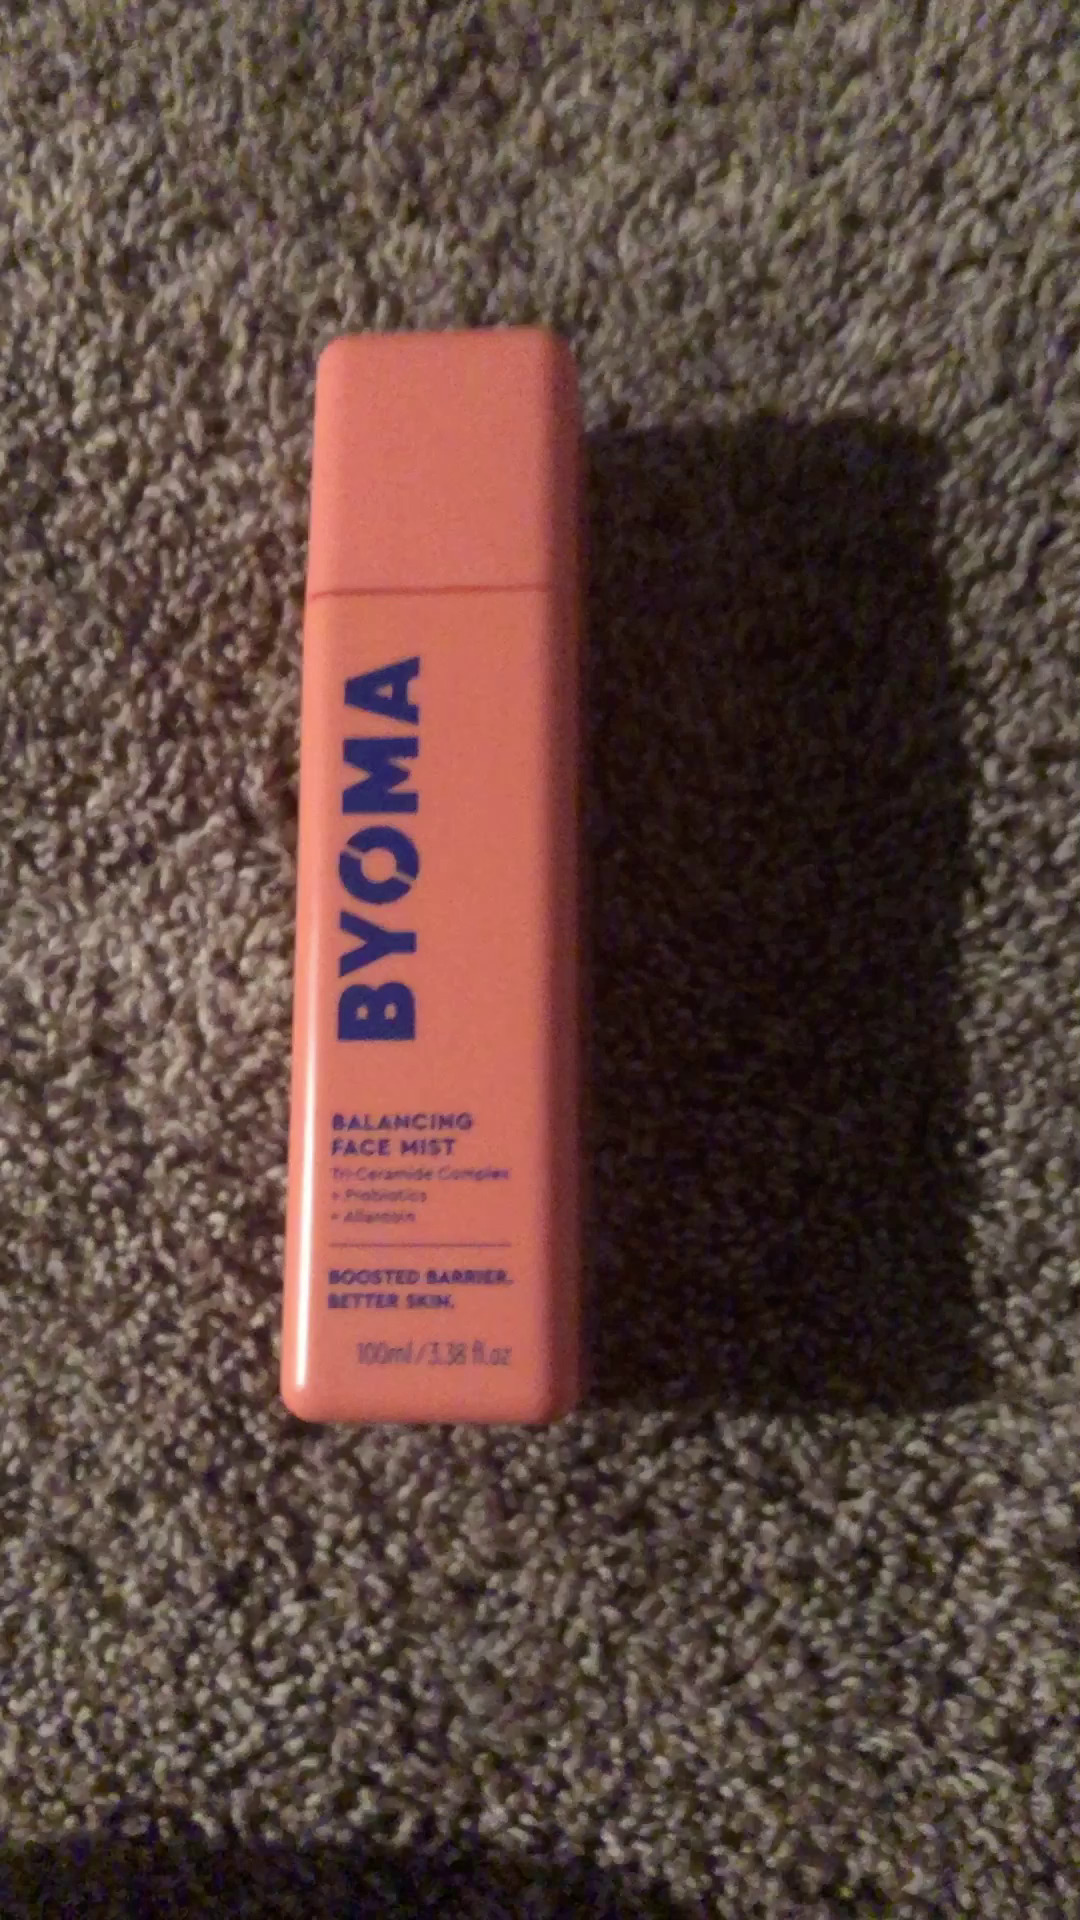 BYOMA
BALANCING
FACE MIST
Tri-Ceramide Complex
+ Probiotics
+ Allantoin
BOOSTED BARRIER.
BETTER SKIN.
100ml/3.38 fl.oz